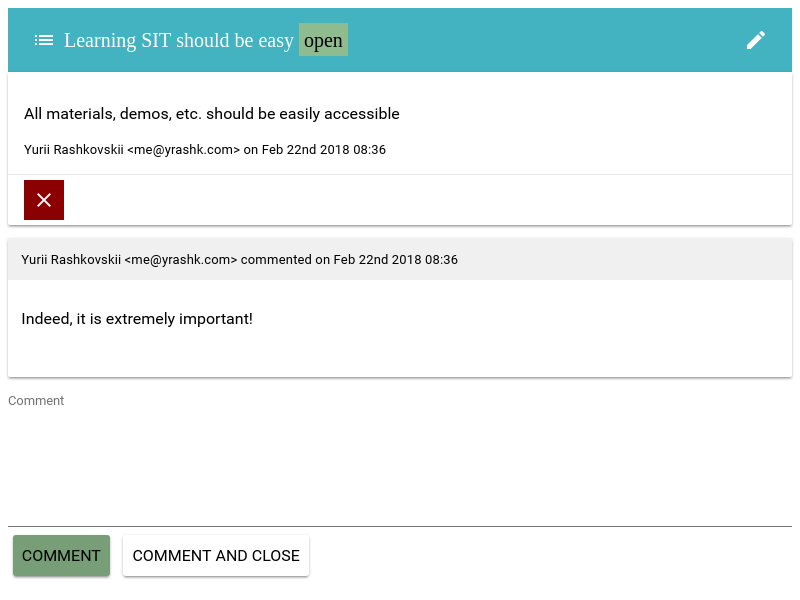 Learning SIT should be easy open
All materials, demos, etc. should be easily accessible
Yurii Rashkovskii <me@yrashk.com> on Feb 22nd 2018 08:36
Yurii Rashkovskii <me@yrashk.com> commented on Feb 22nd 2018 08:36
Indeed, it is extremely important!
Comment
COMMENT COMMENT AND CLOSE